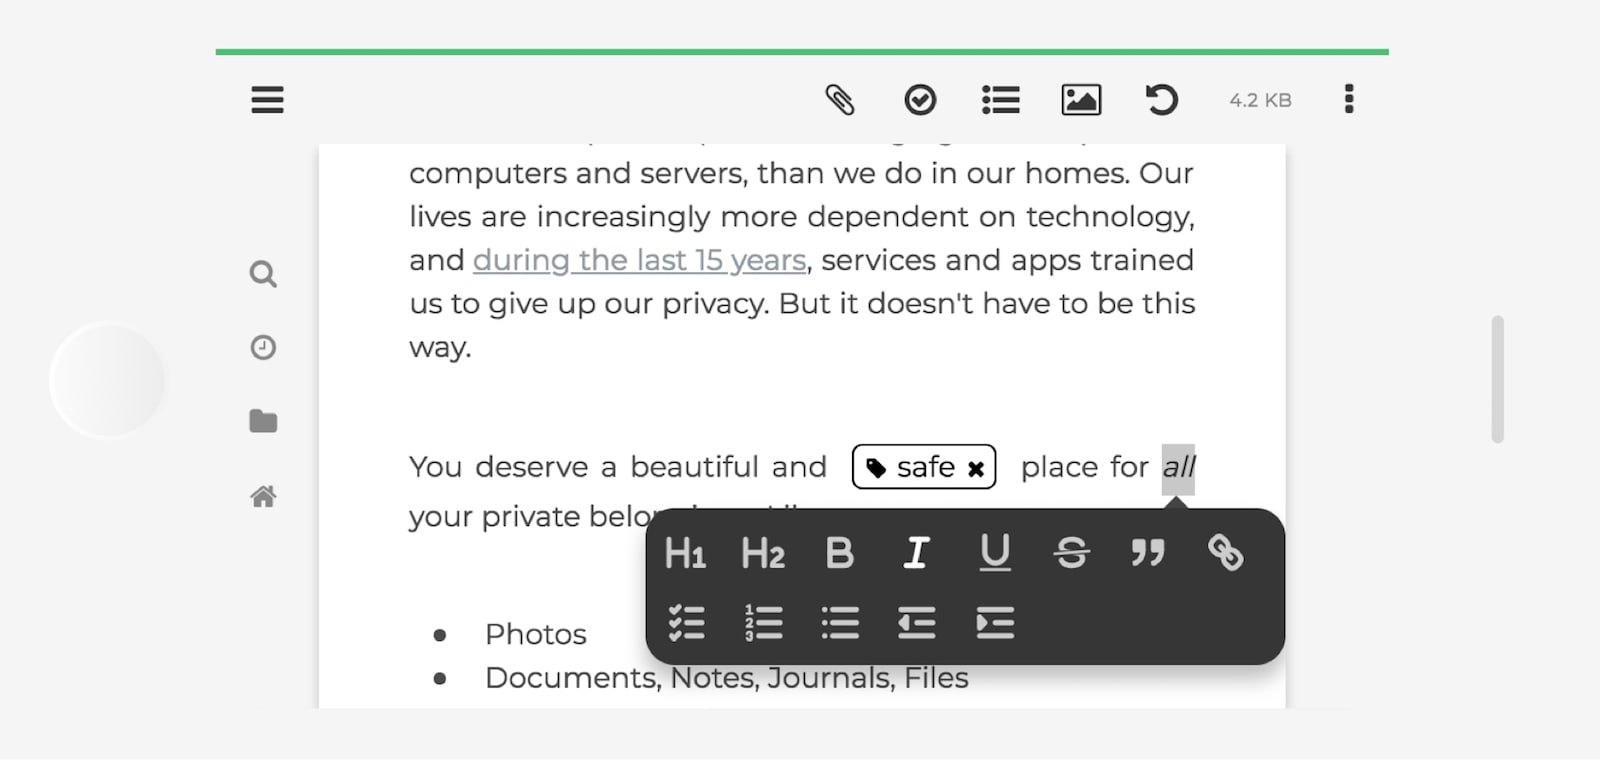 4.2 KB
computers and servers, than we do in our homes. Our
lives are increasingly more dependent on technology,
and during the last 15 years, services and apps trained
us to give up our privacy. But it doesn't have to be this
way.
You deserve a beautiful and safe place for all
your private
H1 H2 B I U S
1
2
3
Photos
Documents, Notes, Journals, Files